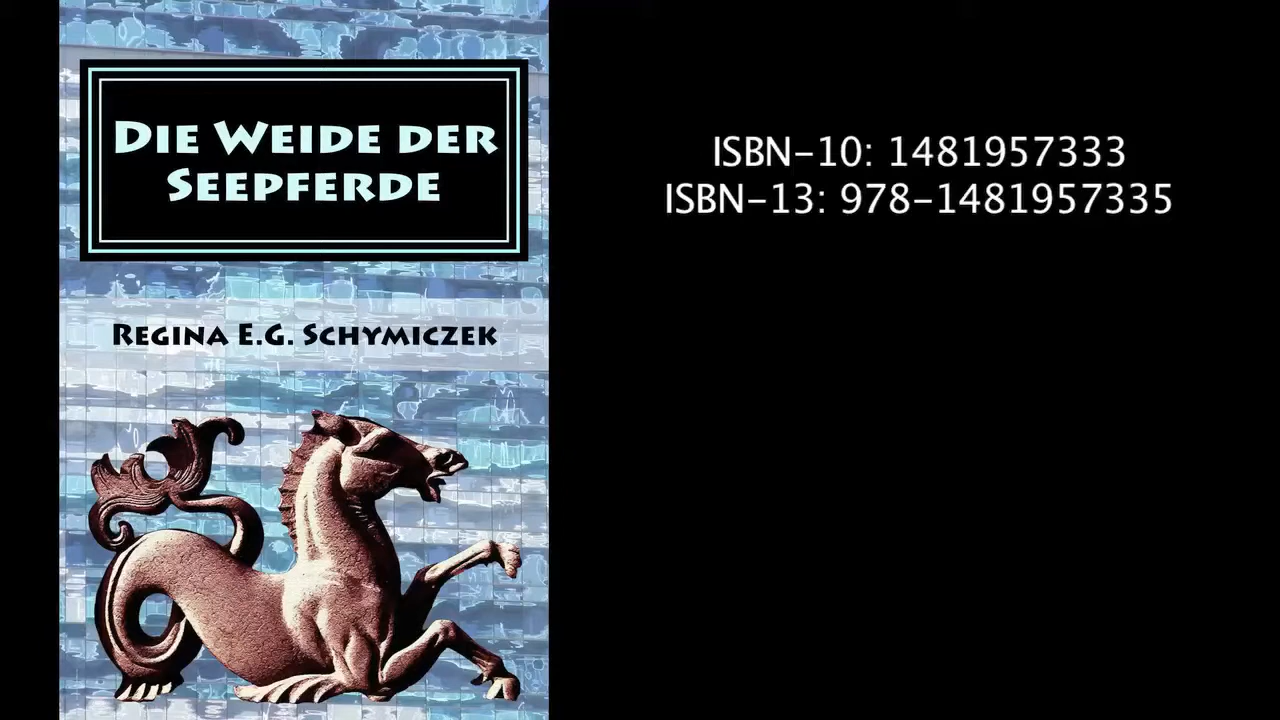 Die Weide der
Seepferde
Regina E.G. Schymiczek
ISBN-10: 1481957333
ISBN-13: 978-1481957335